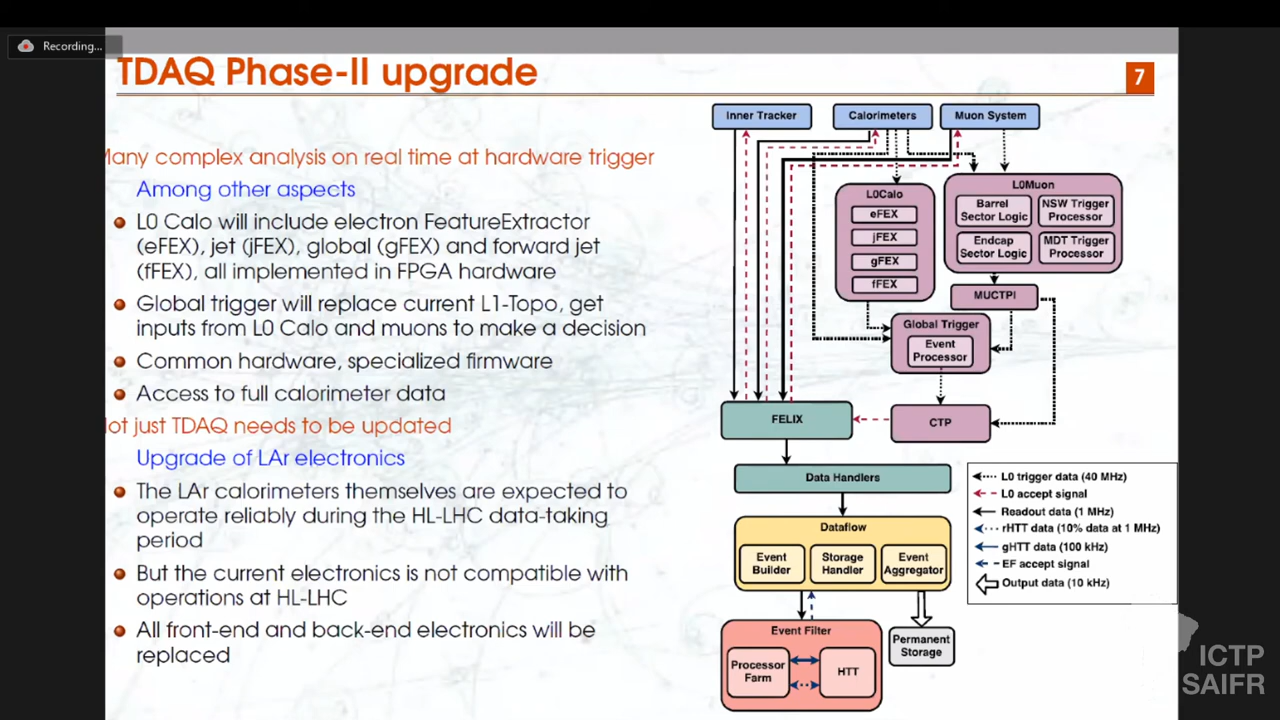 Recording...
TDAQ Phase-II upgrade
7
Many complex analysis on real time at hardware trigger
Among other aspects
L0 Calo will include electron FeatureExtractor
(eFEX), jet (jFEX), global (gFEX) and forward jet
(fFEX), all implemented in FPGA hardware
Global trigger will replace current L1-Topo, get
inputs from L0 Calo and muons to make a decision
Common hardware, specialized firmware
Access to full calorimeter data
ot just TDAQ needs to be updated
Upgrade of LAr electronics
The LAr calorimeters themselves are expected to
operate reliably during the HL-LHC data-taking
period
But the current electronics is not compatible with
operations at HL-LHC
All front-end and back-end electronics will be
replaced
Inner Tracker
Calorimeters
Muon System
L0Calo
eFEX
jFEX
gFEX
fFEX
L0Muon
Barrel
Sector Logic
NSW Trigger
Processor
Endcap
Sector Logic
MDT Trigger
Processor
MUCTPI
Global Trigger
Event
Processor
FELIX
CTP
Data Handlers
Dataflow
Event
Builder
Storage
Handler
Event
Aggregator
Event Filter
Processor
Farm
HTT
Permanent
Storage
L0 trigger data (40 MHz)
L0 accept signal
Readout data (1 MHz)
rHTT data (10% data at 1 MHz)
gHTT data (100 kHz)
EF accept signal
Output data (10 kHz)
ICTP
SAIFR